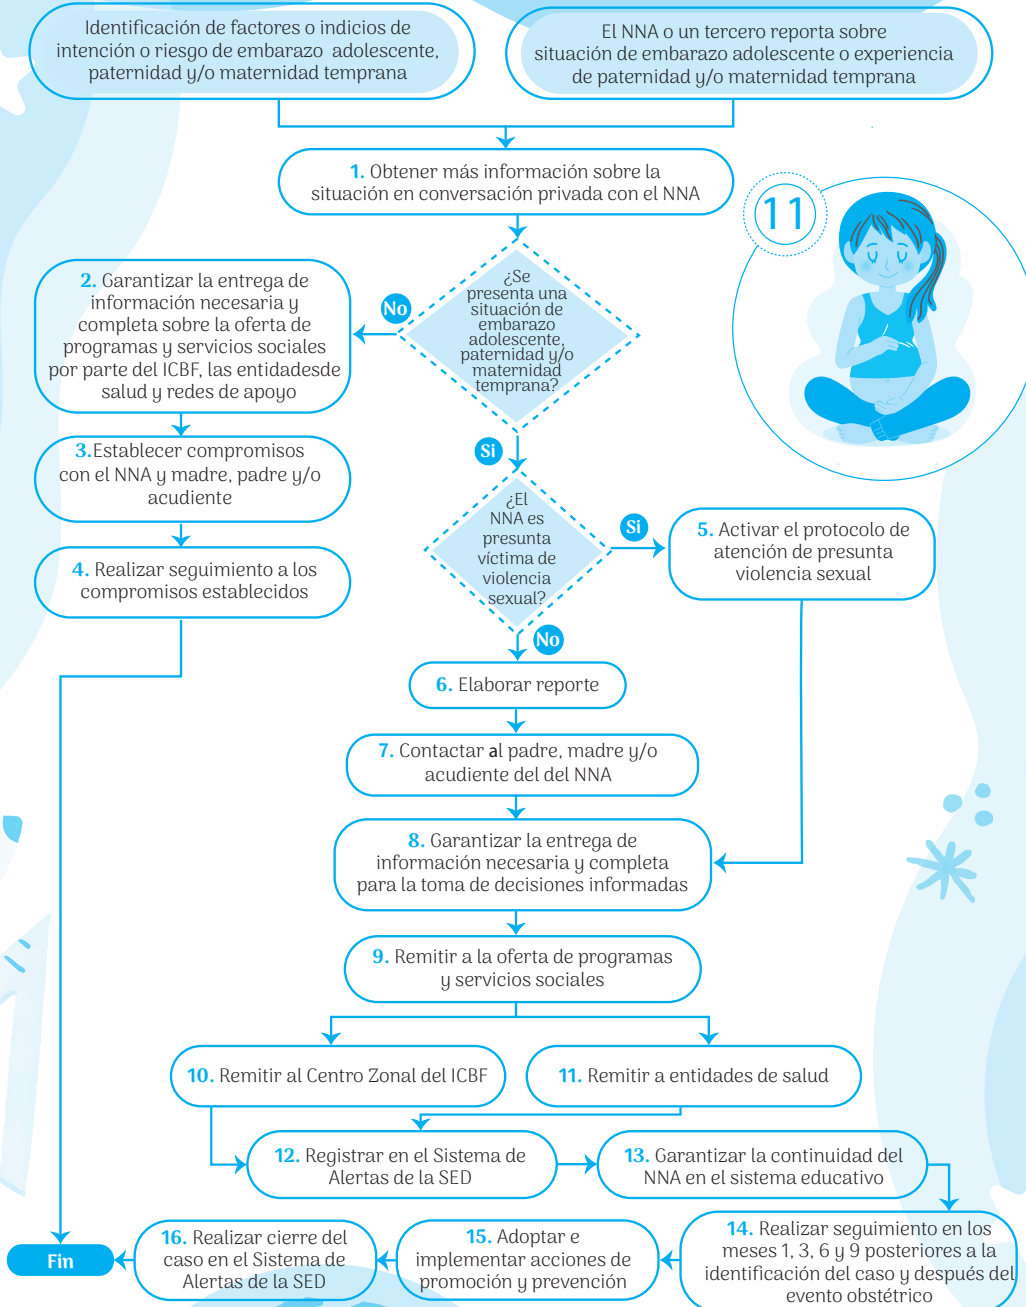 Identificación de factores o indicios de
intención o riesgo de embarazo adolescente,
paternidad y/o maternidad temprana
El NNA o un tercero reporta sobre
situación de embarazo adolescente o experiencia
de paternidad y/o maternidad temprana
1. Obtener más información sobre la
situación en conversación privada con el NNA
11
¿Se
presenta una
situación de
embarazo
adolescente,
paternidad y/o
maternidad
temprana?
No
2. Garantizar la entrega de
información necesaria y
completa sobre la oferta de
programas y servicios sociales
por parte del ICBF, las entidadesde
salud y redes de apoyo
3.Establecer compromisos
con el NNA y madre, padre y/o
acudiente
4. Realizar seguimiento a los
compromisos establecidos
Si
¿El
NNA es
presunta
víctima de
violencia
sexual?
Si
5. Activar el protocolo de
atención de presunta
violencia sexual
No
6. Elaborar reporte
7. Contactar al padre, madre y/o
acudiente del del NNA
8. Garantizar la entrega de
información necesaria y completa
para la toma de decisiones informadas
9. Remitir a la oferta de programas
y servicios sociales
10. Remitir al Centro Zonal del ICBF
11. Remitir a entidades de salud
12. Registrar en el Sistema de
Alertas de la SED
13. Garantizar la continuidad del
NNA en el sistema educativo
14. Realizar seguimiento en los
meses 1, 3, 6 y 9 posteriores a la
identificación del caso y después del
evento obstétrico
15. Adoptar e
implementar acciones de
promoción y prevención
16. Realizar cierre del
caso en el Sistema de
Alertas de la SED
Fin